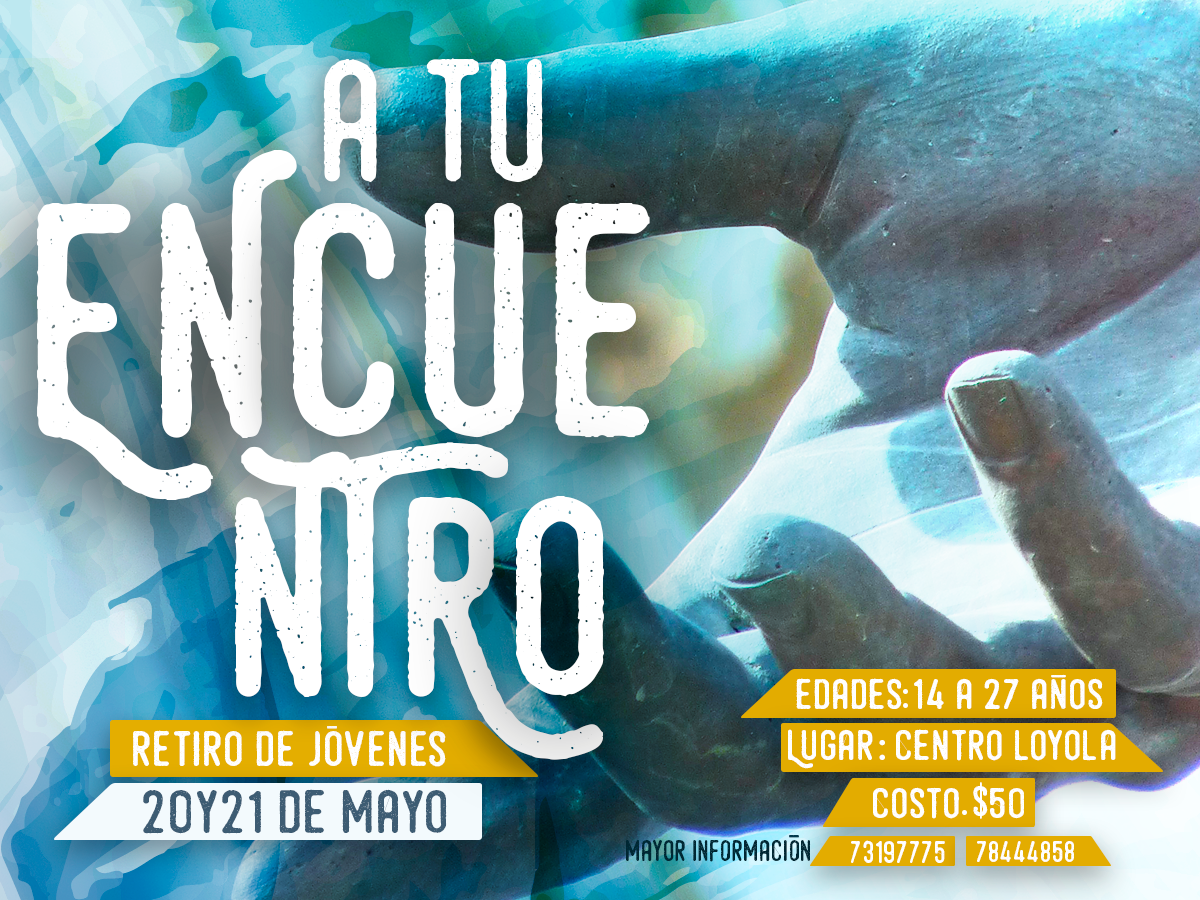 A TU
ENCUE
NTRO
RETIRO DE JÓVENES
20Y21 DE MAYO
EDADES:14 A 27 AÑOS
LUGAR: CENTRO LOYOLA
COSTO.$50
MAYOR INFORMACIÓN 73197775 78444858